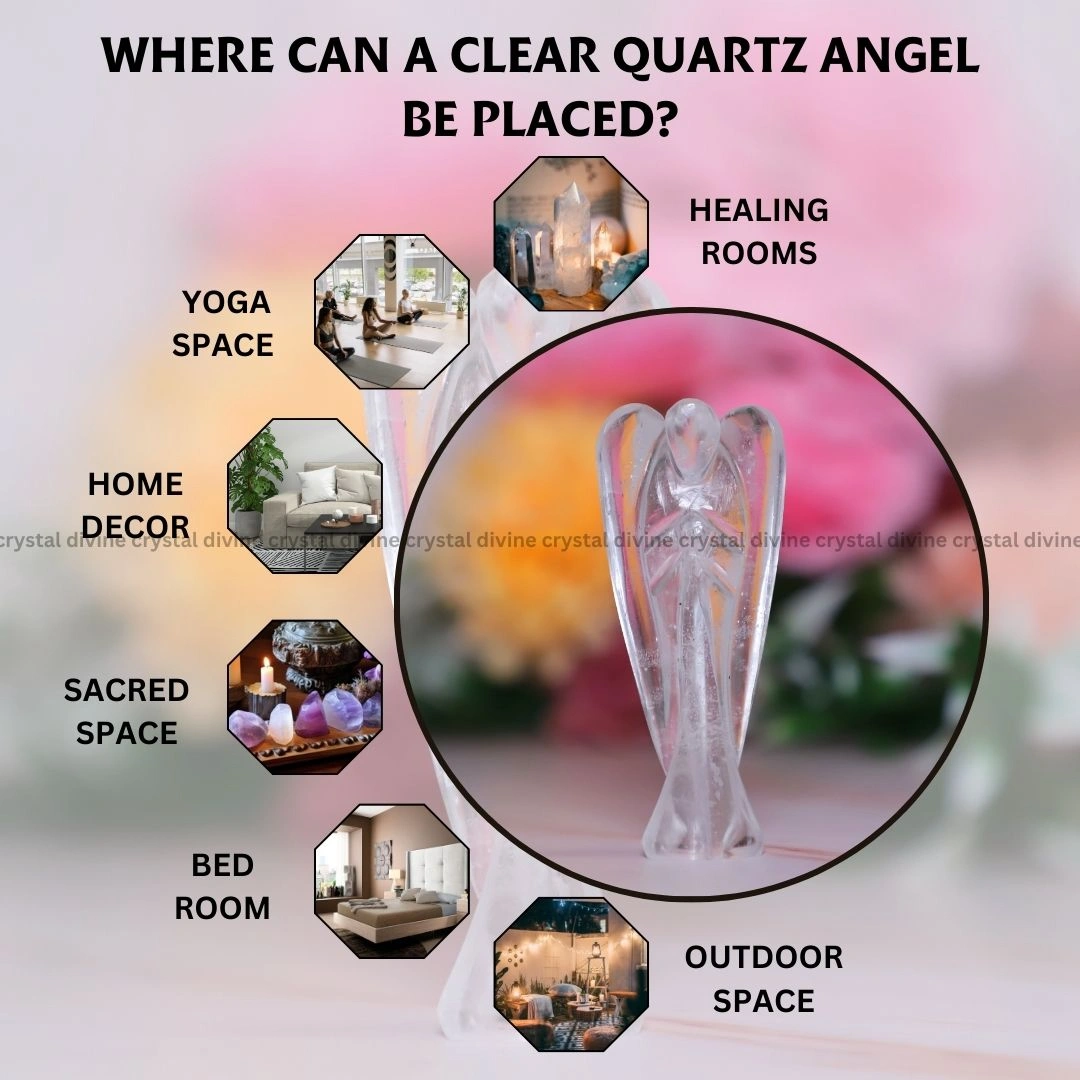 WHERE CAN A CLEAR QUARTZ ANGEL
BE PLACED?
HEALING
ROOMS
YOGA
SPACE
HOME
DECOR
crystal divine crystal divine crystal divine crystal divine crystal divine crystal divine crystal divine crystal divine
SACRED
SPACE
BED
ROOM
OUTDOOR
SPACE